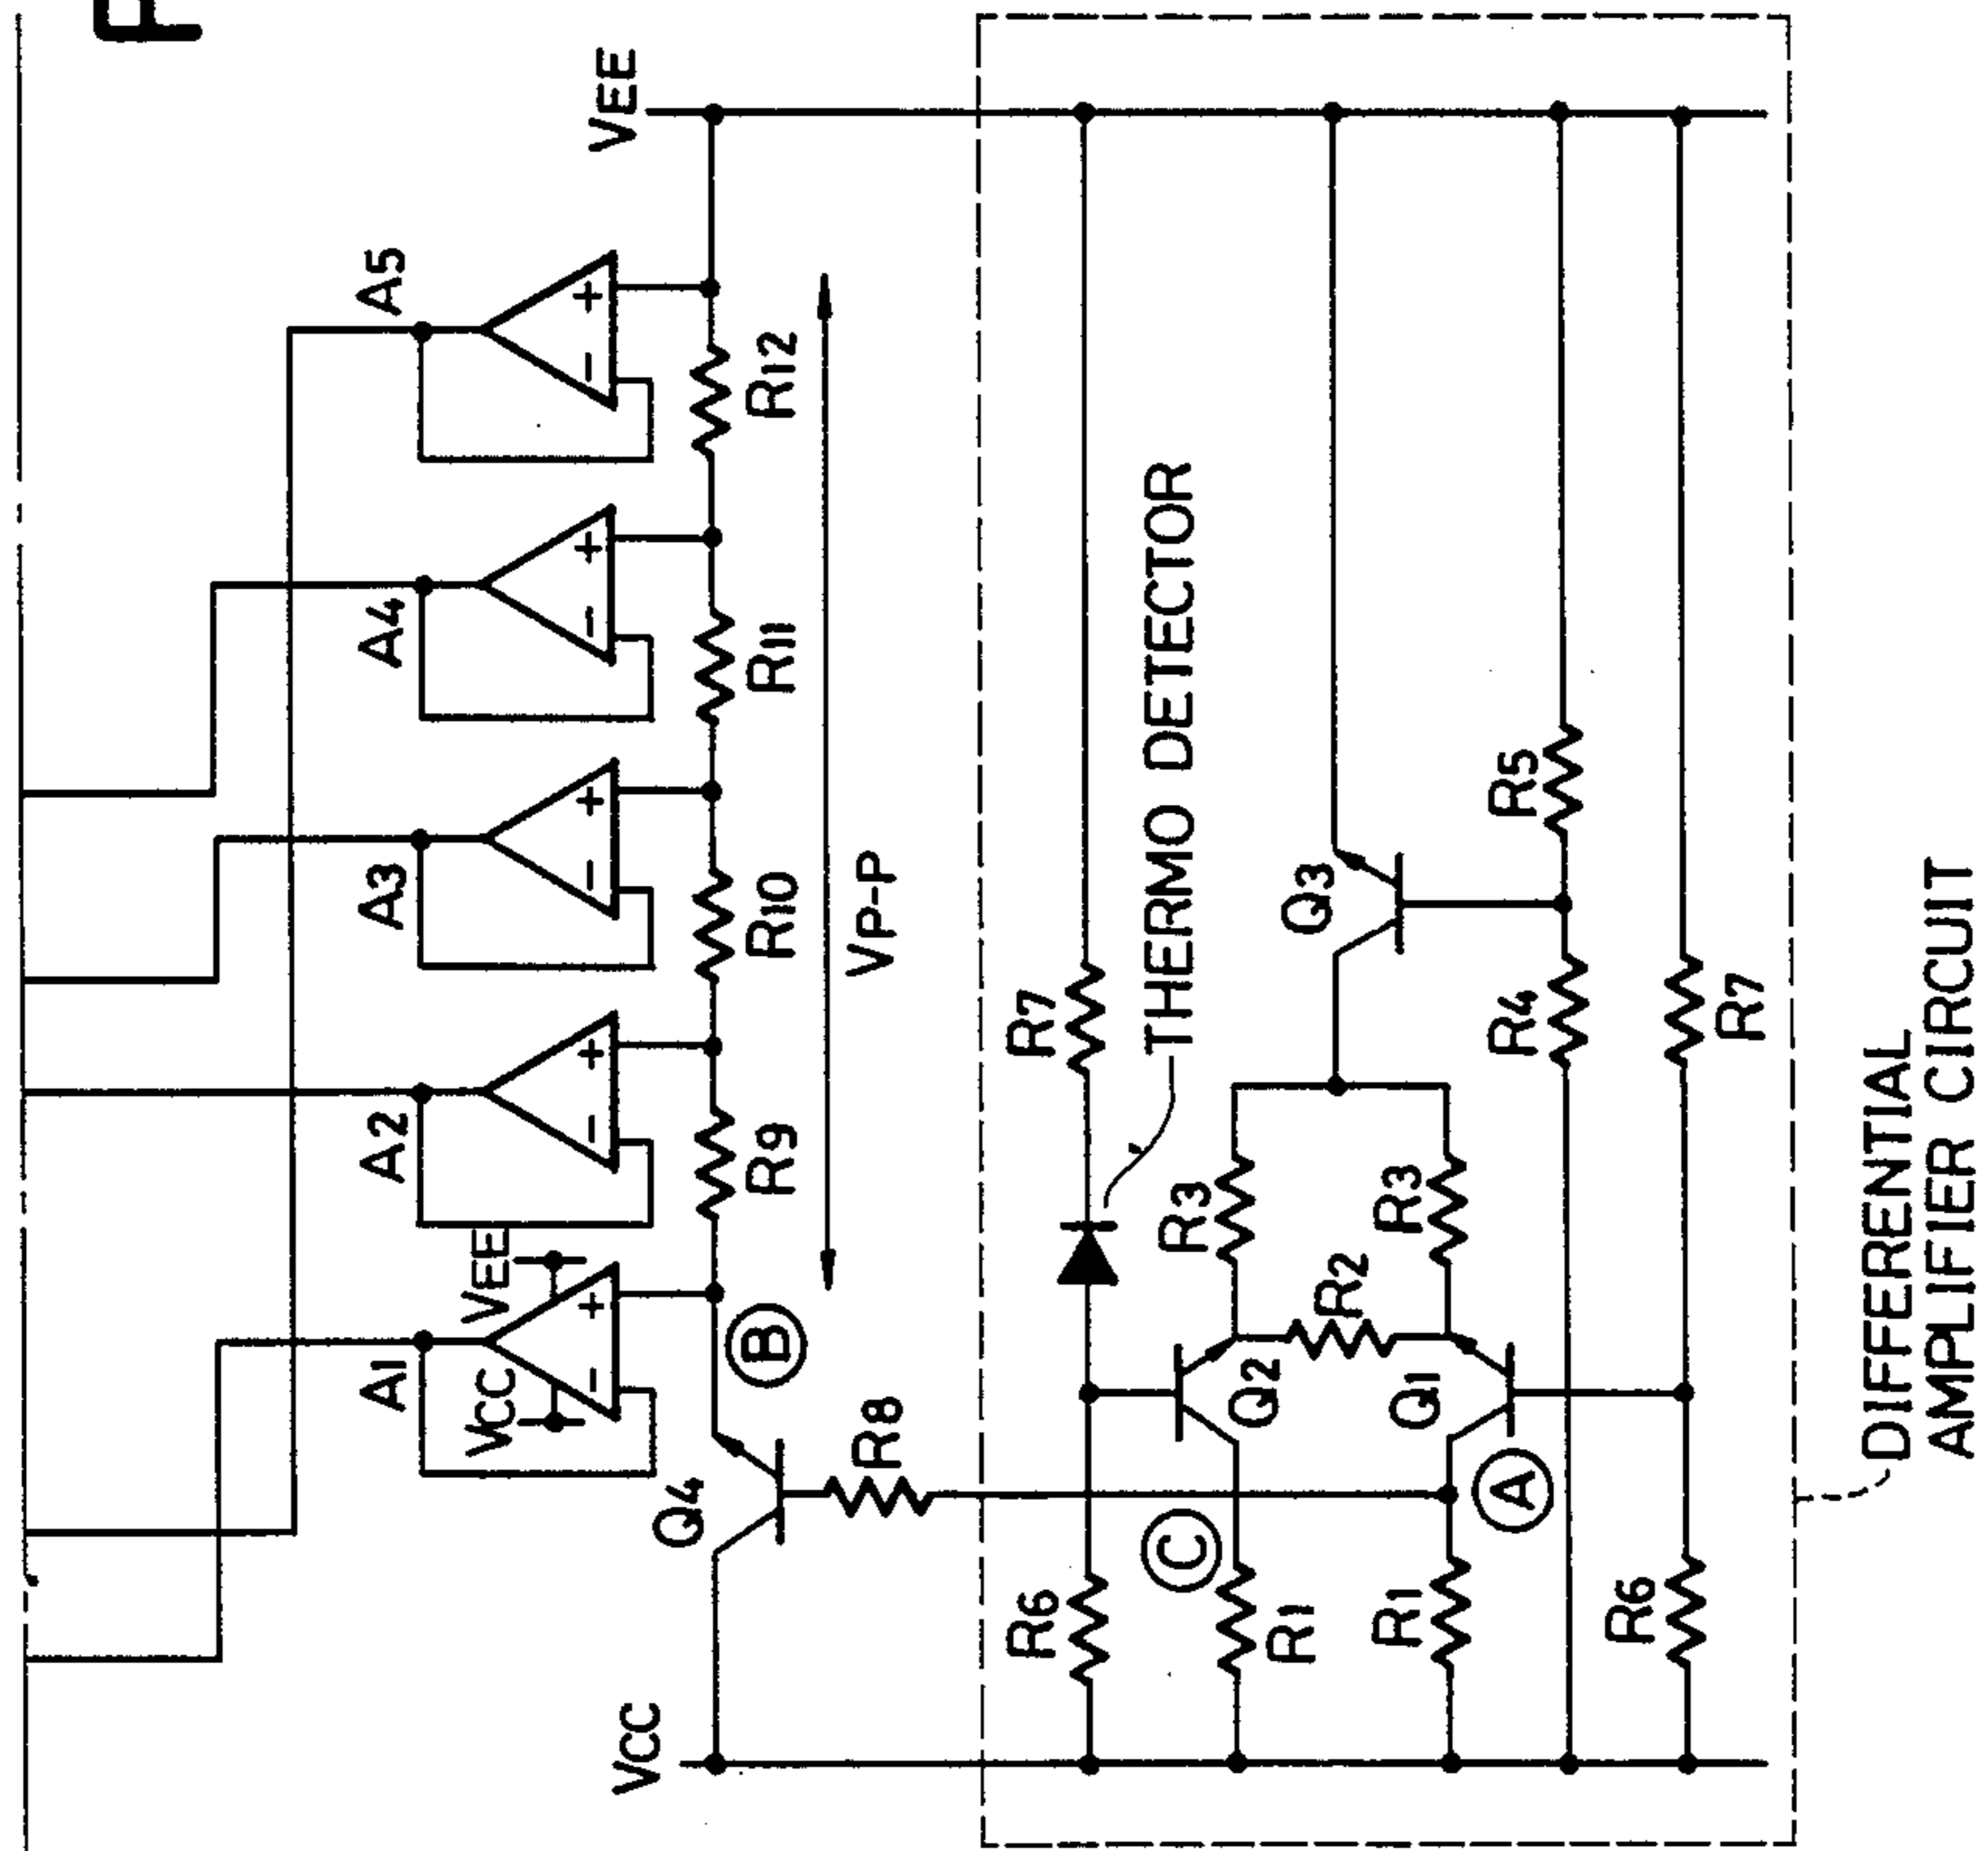 VCC
VEE
A1
A2
A3
A4
A5
VCC
VEE
−
+
−
+
−
+
−
+
−
+
Q4
Ⓑ
R9
R10
R11
R12
R8
VP-P
R6
R7
THERMO DETECTOR
Ⓒ
R1
Q2
R3
R2
Q3
R1
Q1
R3
Ⓐ
R4
R5
R6
R7
DIFFERENTIAL
AMPLIFIER CIRCUIT